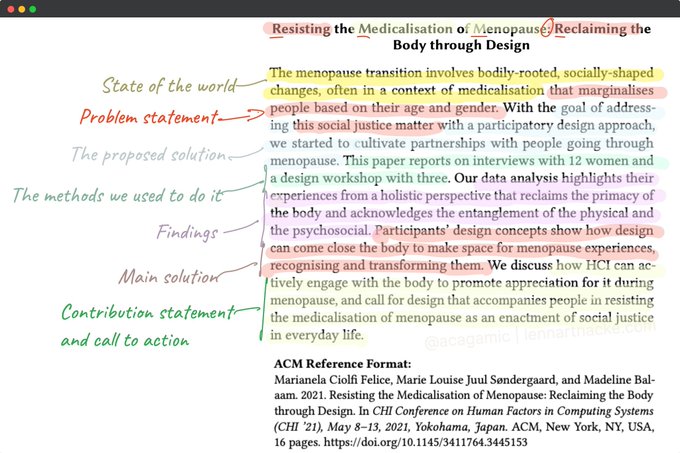 Resisting the Medicalisation of Menopause: Reclaiming the
Body through Design
State of the world
Problem statement
The proposed solution
The methods we used to do it
Findings
Main solution
Contribution statement
and call to action
The menopause transition involves bodily-rooted, socially-shaped
changes, often in a context of medicalisation that marginalises
people based on their age and gender. With the goal of address-
ing this social justice matter with a participatory design approach,
we started to cultivate partnerships with people going through
menopause. This paper reports on interviews with 12 women and
a design workshop with three. Our data analysis highlights their
experiences from a holistic perspective that reclaims the primacy of
the body and acknowledges the entanglement of the physical and
the psychosocial. Participants' design concepts show how design
can come close the body to make space for menopause experiences,
recognising and transforming them. We discuss how HCI can ac-
tively engage with the body to promote appreciation for it during
menopause, and call for design that accompanies people in resisting
the medicalisation of menopause as an enactment of social justice
in everyday life.
@acagamic | lennartnacke.com
ACM Reference Format:
Marianela Ciolfi Felice, Marie Louise Juul Søndergaard, and Madeline Bal-
aam. 2021. Resisting the Medicalisation of Menopause: Reclaiming the Body
through Design. In CHI Conference on Human Factors in Computing Systems
(CHI '21), May 8–13, 2021, Yokohama, Japan. ACM, New York, NY, USA,
16 pages. https://doi.org/10.1145/3411764.3445153